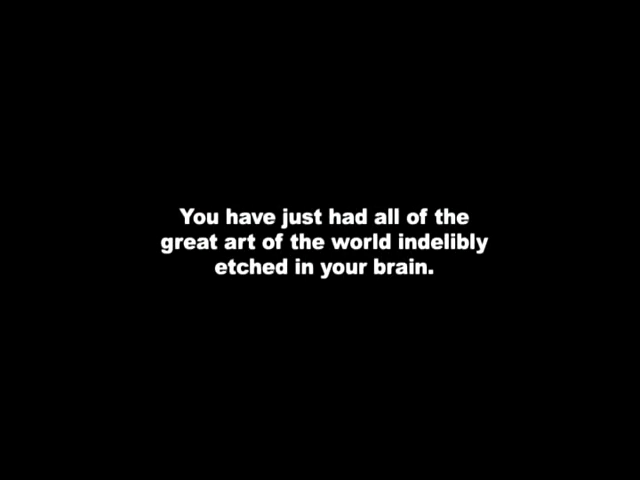 You have just had all of the
great art of the world indelibly
etched in your brain.